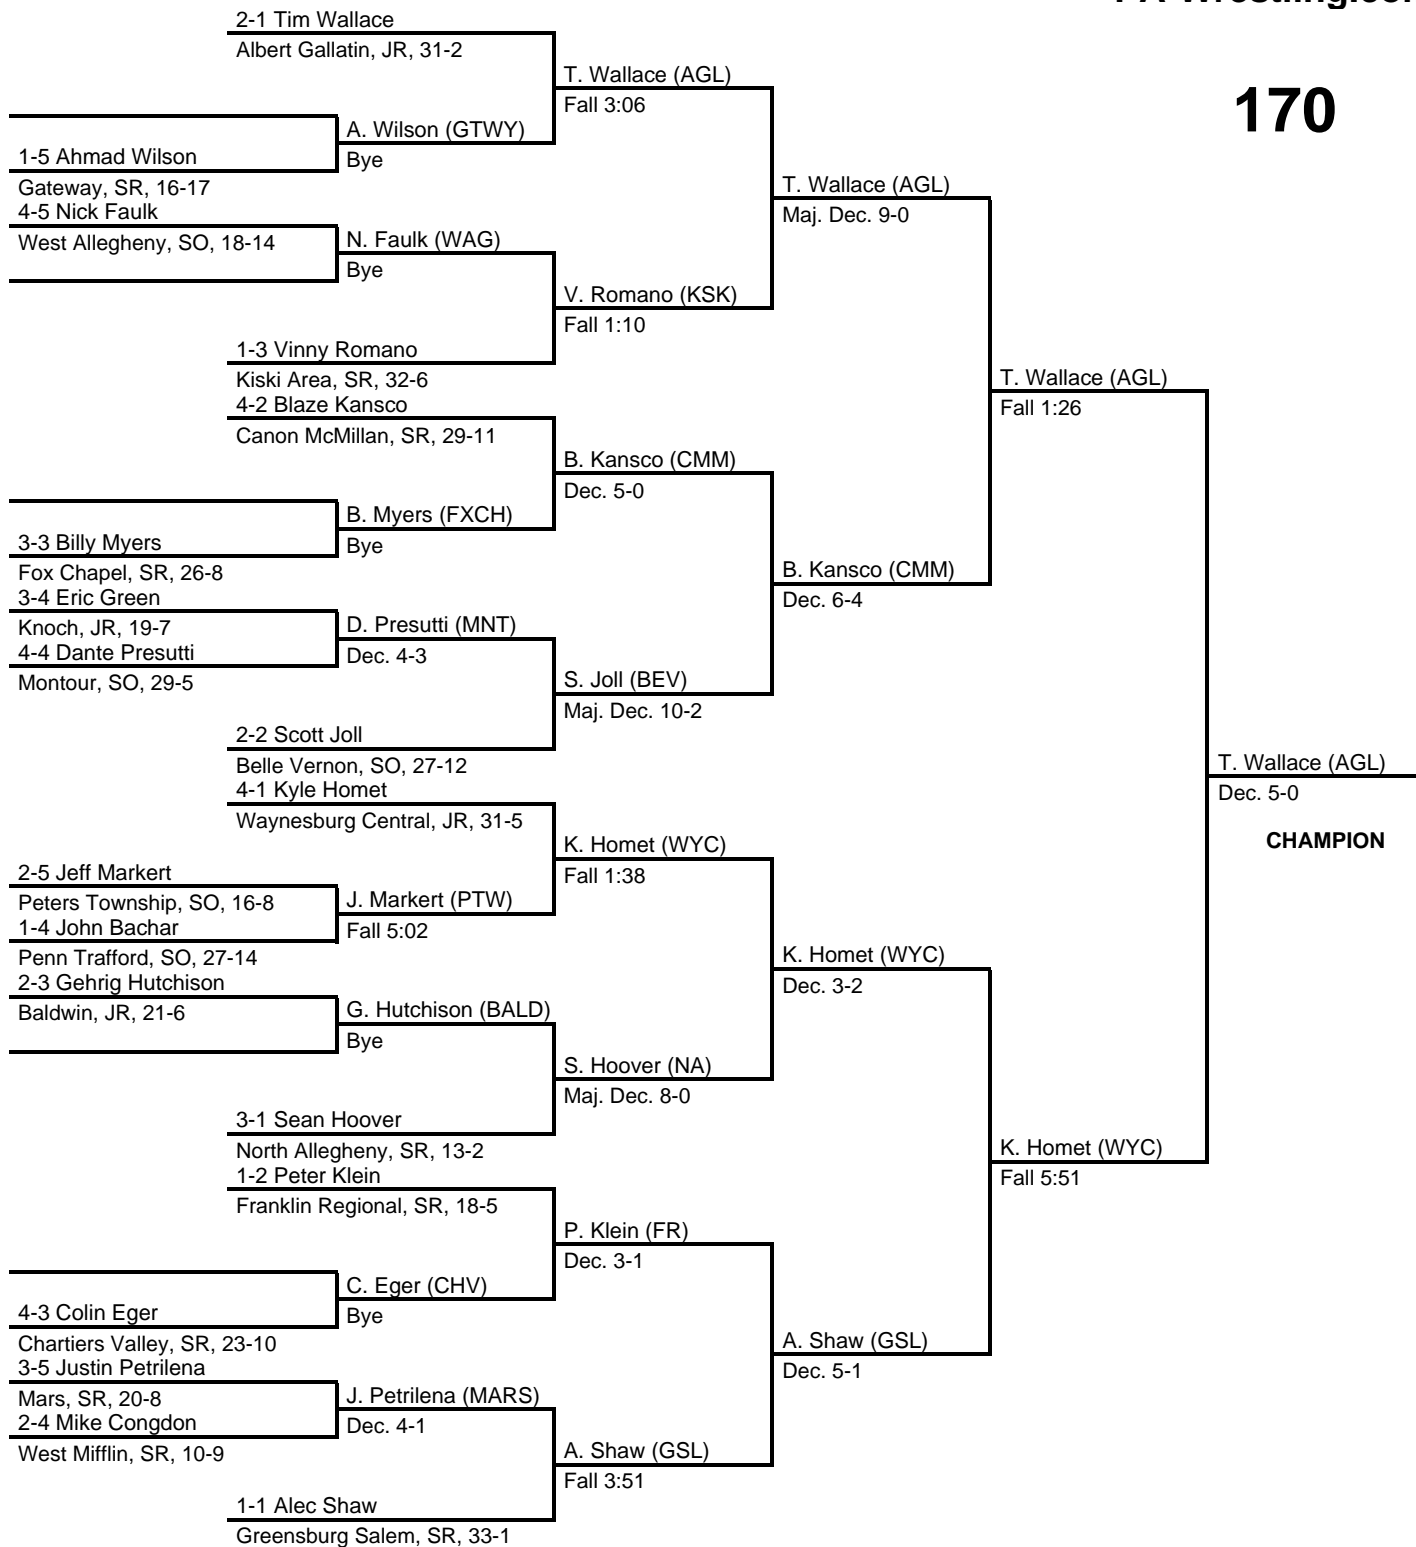 2-1 Tim Wallace
Albert Gallatin, JR, 31-2
T. Wallace (AGL)
Fall 3:06
170
A. Wilson (GTWY)
Bye
1-5 Ahmad Wilson
Gateway, SR, 16-17
4-5 Nick Faulk
West Allegheny, SO, 18-14
T. Wallace (AGL)
Maj. Dec. 9-0
N. Faulk (WAG)
Bye
V. Romano (KSK)
Fall 1:10
1-3 Vinny Romano
Kiski Area, SR, 32-6
4-2 Blaze Kansco
Canon McMillan, SR, 29-11
T. Wallace (AGL)
Fall 1:26
B. Kansco (CMM)
Dec. 5-0
B. Myers (FXCH)
Bye
3-3 Billy Myers
Fox Chapel, SR, 26-8
3-4 Eric Green
Knoch, JR, 19-7
4-4 Dante Presutti
Montour, SO, 29-5
B. Kansco (CMM)
Dec. 6-4
D. Presutti (MNT)
Dec. 4-3
S. Joll (BEV)
Maj. Dec. 10-2
2-2 Scott Joll
Belle Vernon, SO, 27-12
4-1 Kyle Homet
Waynesburg Central, JR, 31-5
T. Wallace (AGL)
Dec. 5-0
CHAMPION
K. Homet (WYC)
Fall 1:38
2-5 Jeff Markert
Peters Township, SO, 16-8
1-4 John Bachar
Penn Trafford, SO, 27-14
2-3 Gehrig Hutchison
Baldwin, JR, 21-6
J. Markert (PTW)
Fall 5:02
K. Homet (WYC)
Dec. 3-2
G. Hutchison (BALD)
Bye
S. Hoover (NA)
Maj. Dec. 8-0
3-1 Sean Hoover
North Allegheny, SR, 13-2
1-2 Peter Klein
Franklin Regional, SR, 18-5
K. Homet (WYC)
Fall 5:51
P. Klein (FR)
Dec. 3-1
C. Eger (CHV)
Bye
4-3 Colin Eger
Chartiers Valley, SR, 23-10
3-5 Justin Petrilena
Mars, SR, 20-8
2-4 Mike Congdon
West Mifflin, SR, 10-9
A. Shaw (GSL)
Dec. 5-1
J. Petrilena (MARS)
Dec. 4-1
A. Shaw (GSL)
Fall 3:51
1-1 Alec Shaw
Greensburg Salem, SR, 33-1